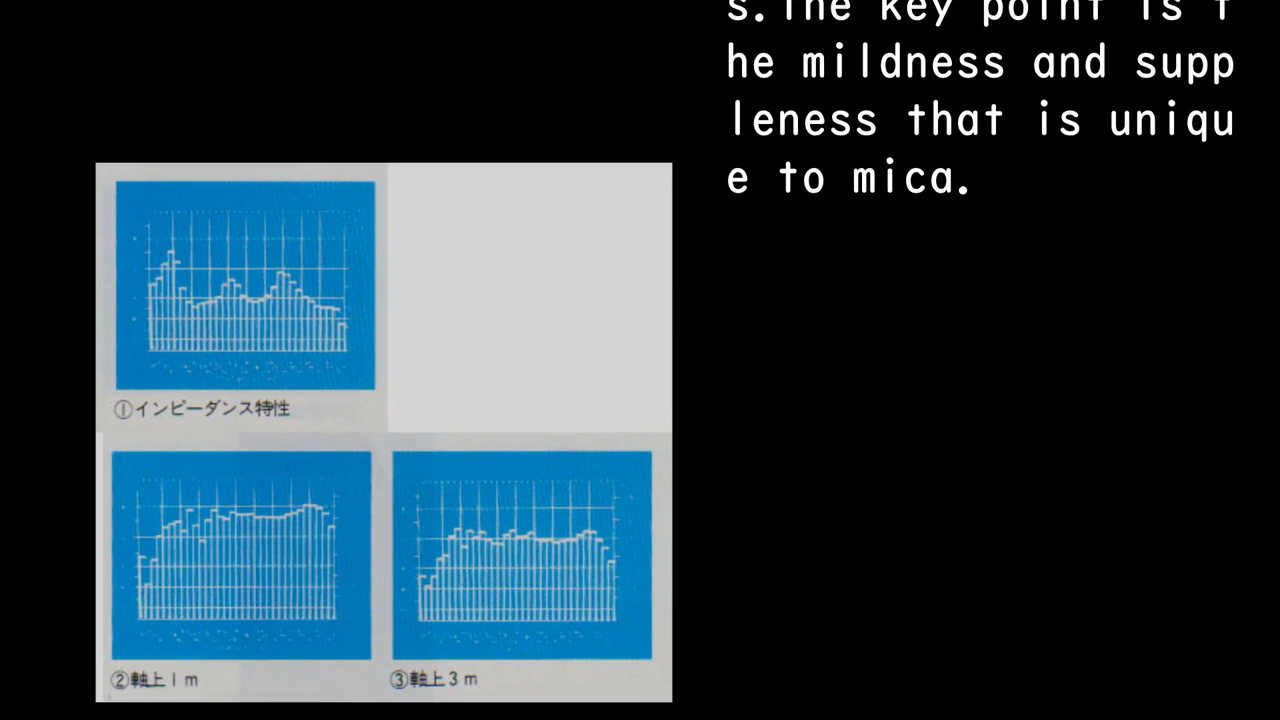 s.The key point is t
he mildness and supp
leness that is uniqu
e to mica.
①インピーダンス特性
②軸上1m
③軸上3m